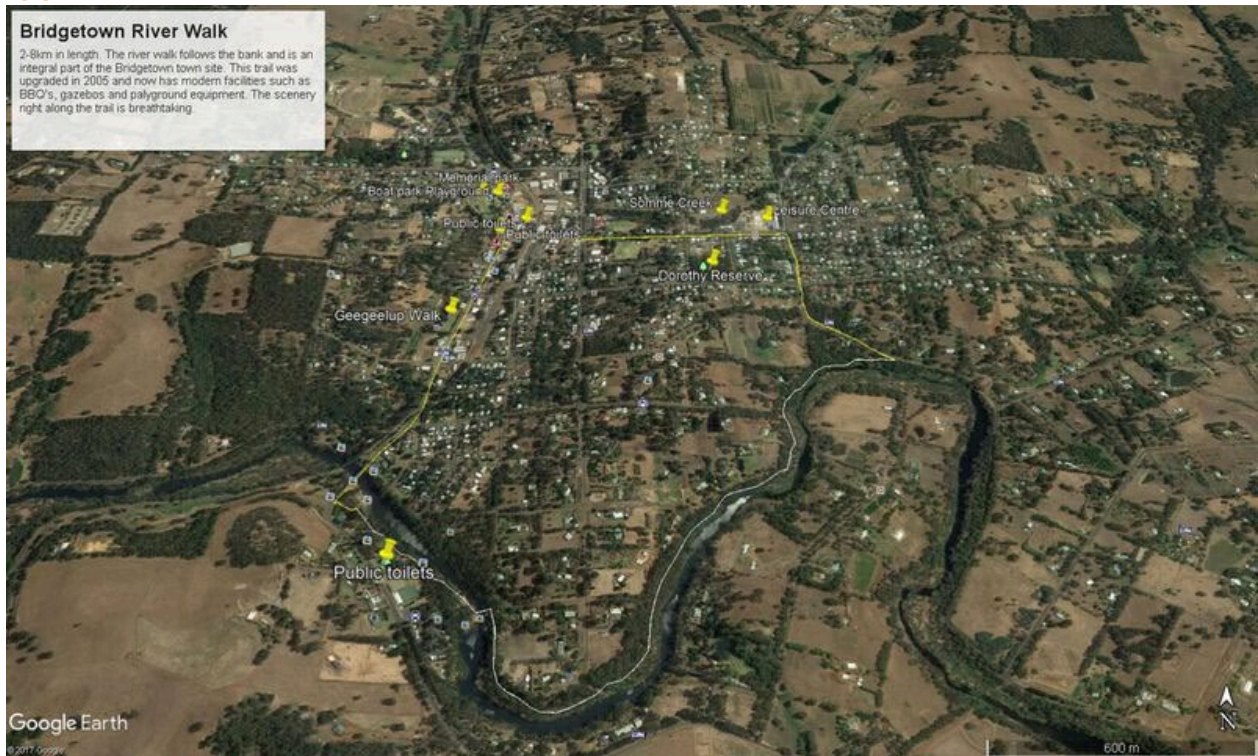 Bridgetown River Walk
2-8km in length. The river walk follows the bank and is an
integral part of the Bridgetown town site. This trail was
upgraded in 2005 and now has modern facilities such as
BBQ's, gazebos and palyground equipment. The scenery
right along the trail is breathtaking.
Memorial park
Boat park Playground
Somme Creek
Leisure Centre
Public toilets
Public toilets
Dorothy Reserve
Geegeelup Walk
Public toilets
N
Google Earth
© 2017 Google
600 m